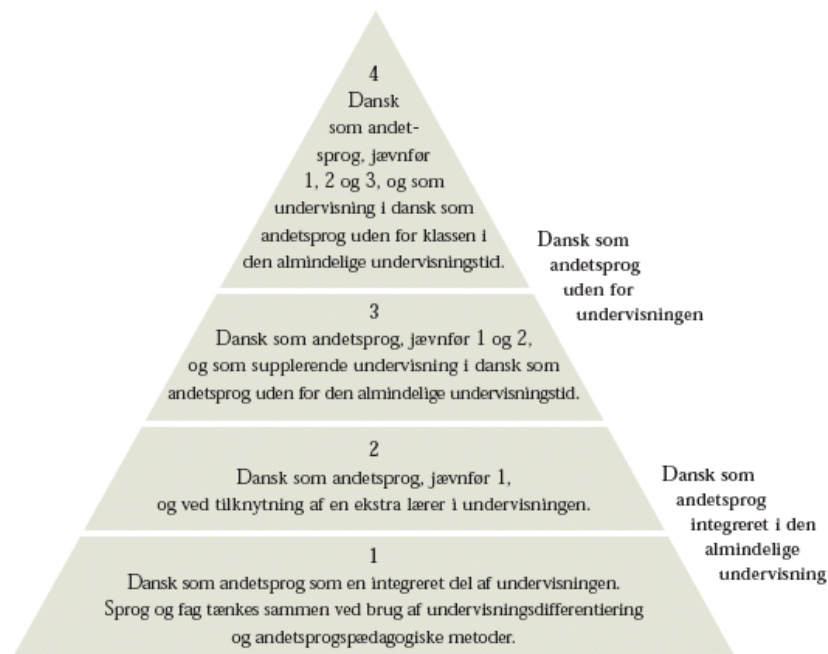 4
Dansk
som andet-
sprog, jævnfør
1, 2 og 3, og som
undervisning i dansk som
andetsprog uden for klassen i
den almindelige undervisningstid.
Dansk som
andetsprog
uden for
undervisningen
3
Dansk som andetsprog, jævnfør 1 og 2,
og som supplerende undervisning i dansk som
andetsprog uden for den almindelige undervisningstid.
2
Dansk som andetsprog, jævnfør 1,
og ved tilknytning af en ekstra lærer i undervisningen.
Dansk som
andetsprog
integreret i den
almindelige
undervisning
1
Dansk som andetsprog som en integreret del af undervisningen.
Sprog og fag tænkes sammen ved brug af undervisningsdifferentiering
og andetsprogspædagogiske metoder.